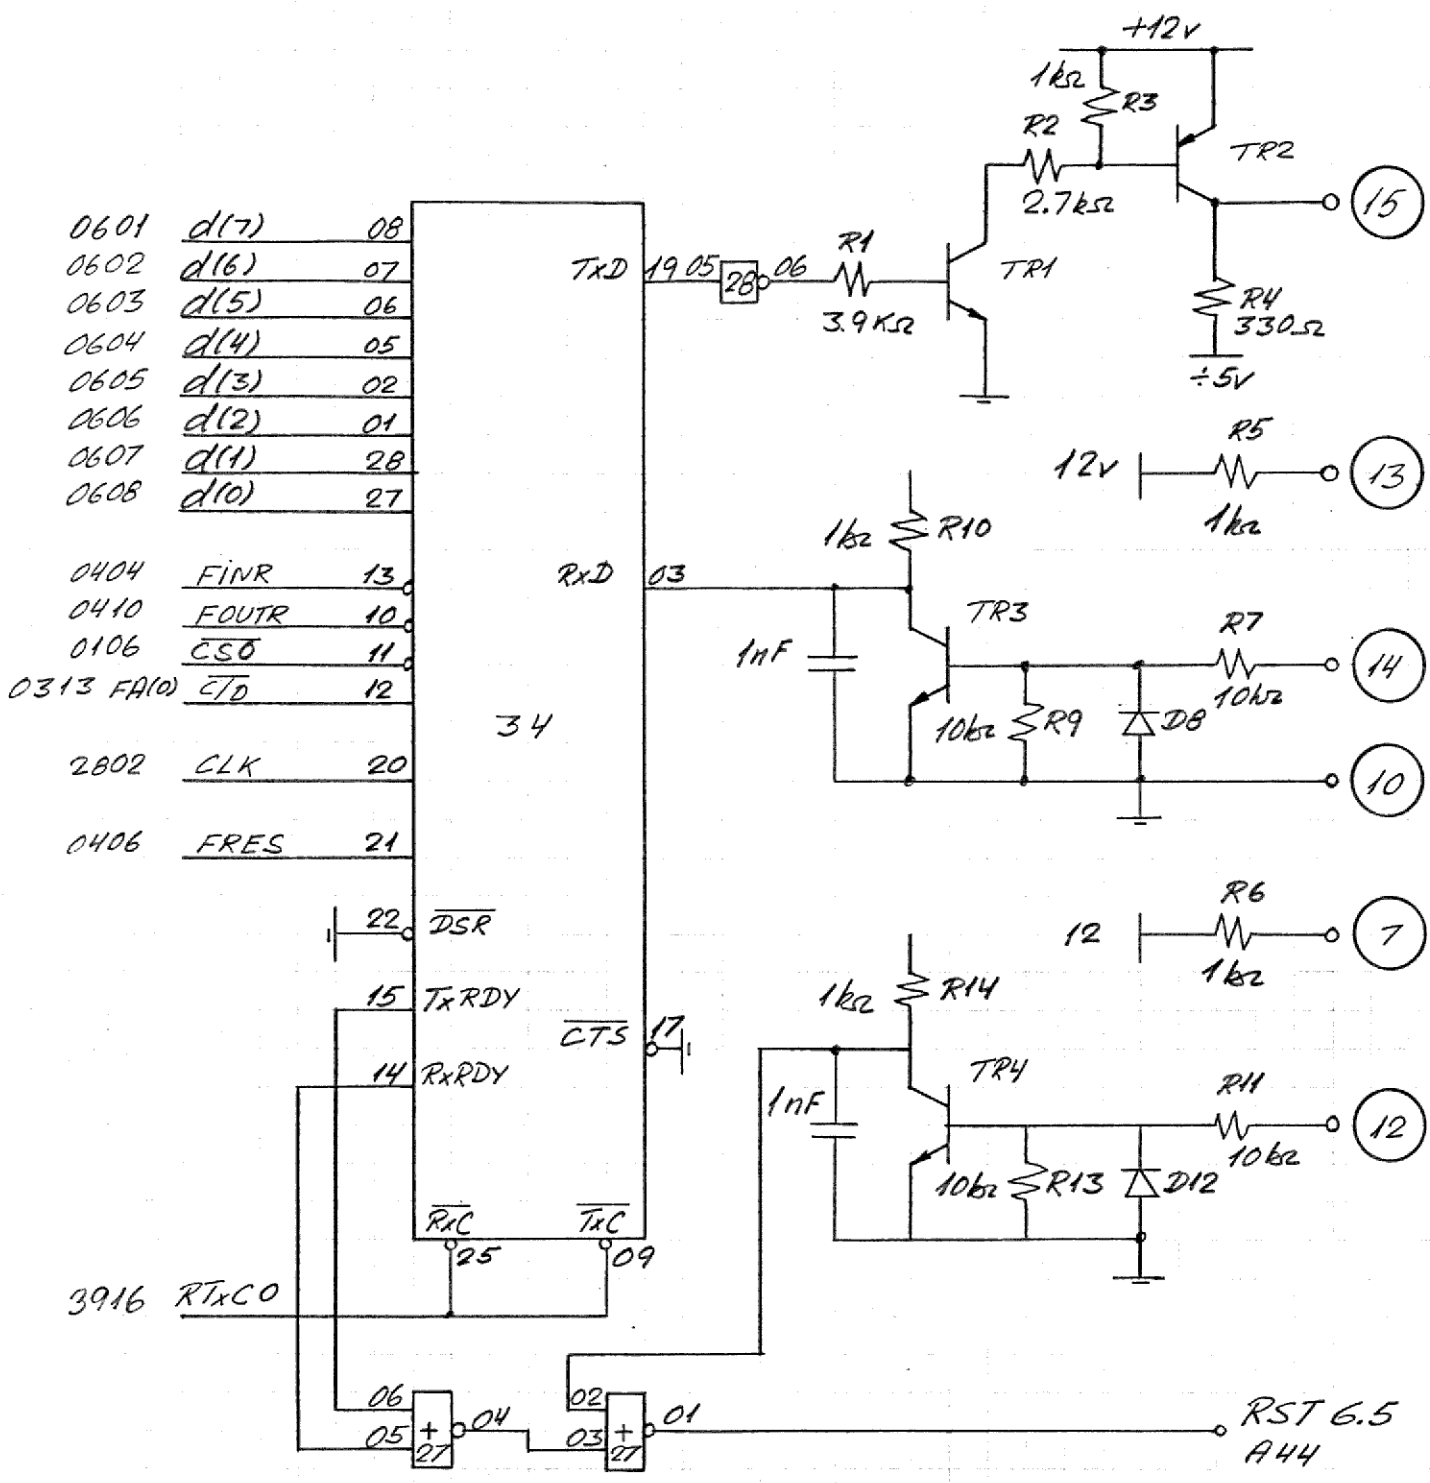 +12v
1kΩ
R3
R2
2.7kΩ
TR2
15
0601 d(7) 08
0602 d(6) 07
0603 d(5) 06
0604 d(4) 05
0605 d(3) 02
0606 d(2) 01
0607 d(1) 28
0608 d(0) 27
TxD 19 05 28 06
R1
3.9KΩ
TR1
R4
330Ω
÷5v
R5
12v
13
1kΩ
1kΩ R10
0404 FINR 13
0410 FOUTR 10
0106 C̅S̅0̅ 11
0313 FA(0) C̅/̅D̅ 12
RxD 03
TR3
R7
1nF
14
10kΩ
10kΩ R9
D8
34
2802 CLK 20
10
0406 FRES 21
22 D̅S̅R̅
R6
12
7
1kΩ
15 TxRDY
1kΩ R14
C̅T̅S̅ 17
14 RxRDY
TR4
R11
1nF
12
10kΩ
10kΩ R13
D12
R̅x̅C̅
T̅x̅C̅
25
09
3916 RTxC0
06
05
+
27
04
02
03
+
27
01
RST 6.5
A44